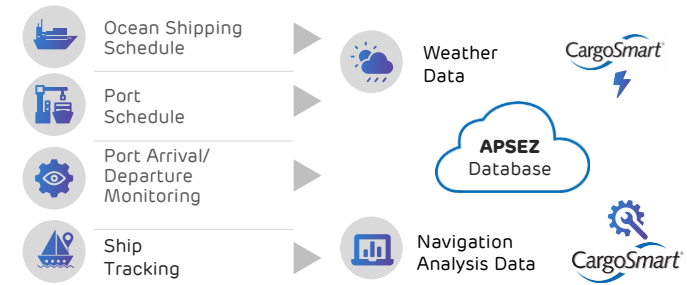 Ocean Shipping
Schedule
Port
Schedule
Port Arrival/
Departure
Monitoring
Ship
Tracking
Weather
Data
APSEZ
Database
Navigation
Analysis Data
CargoSmart®
CargoSmart®